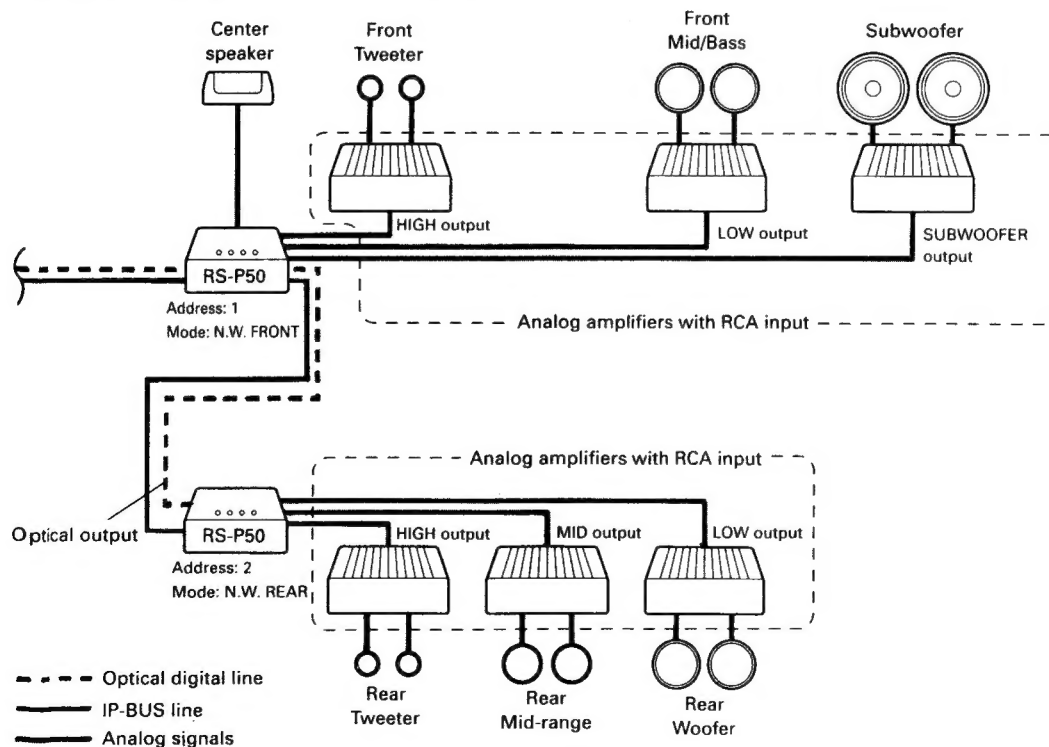 Center
speaker
Front
Tweeter
Front
Mid/Bass
Subwoofer
HIGH output
LOW output
SUBWOOFER
output
RS-P50
Address: 1
Mode: N.W. FRONT
Analog amplifiers with RCA input
Analog amplifiers with RCA input
Optical output
RS-P50
HIGH output
MID output
LOW output
Address: 2
Mode: N.W. REAR
Rear
Tweeter
Rear
Mid-range
Rear
Woofer
Optical digital line
IP-BUS line
Analog signals